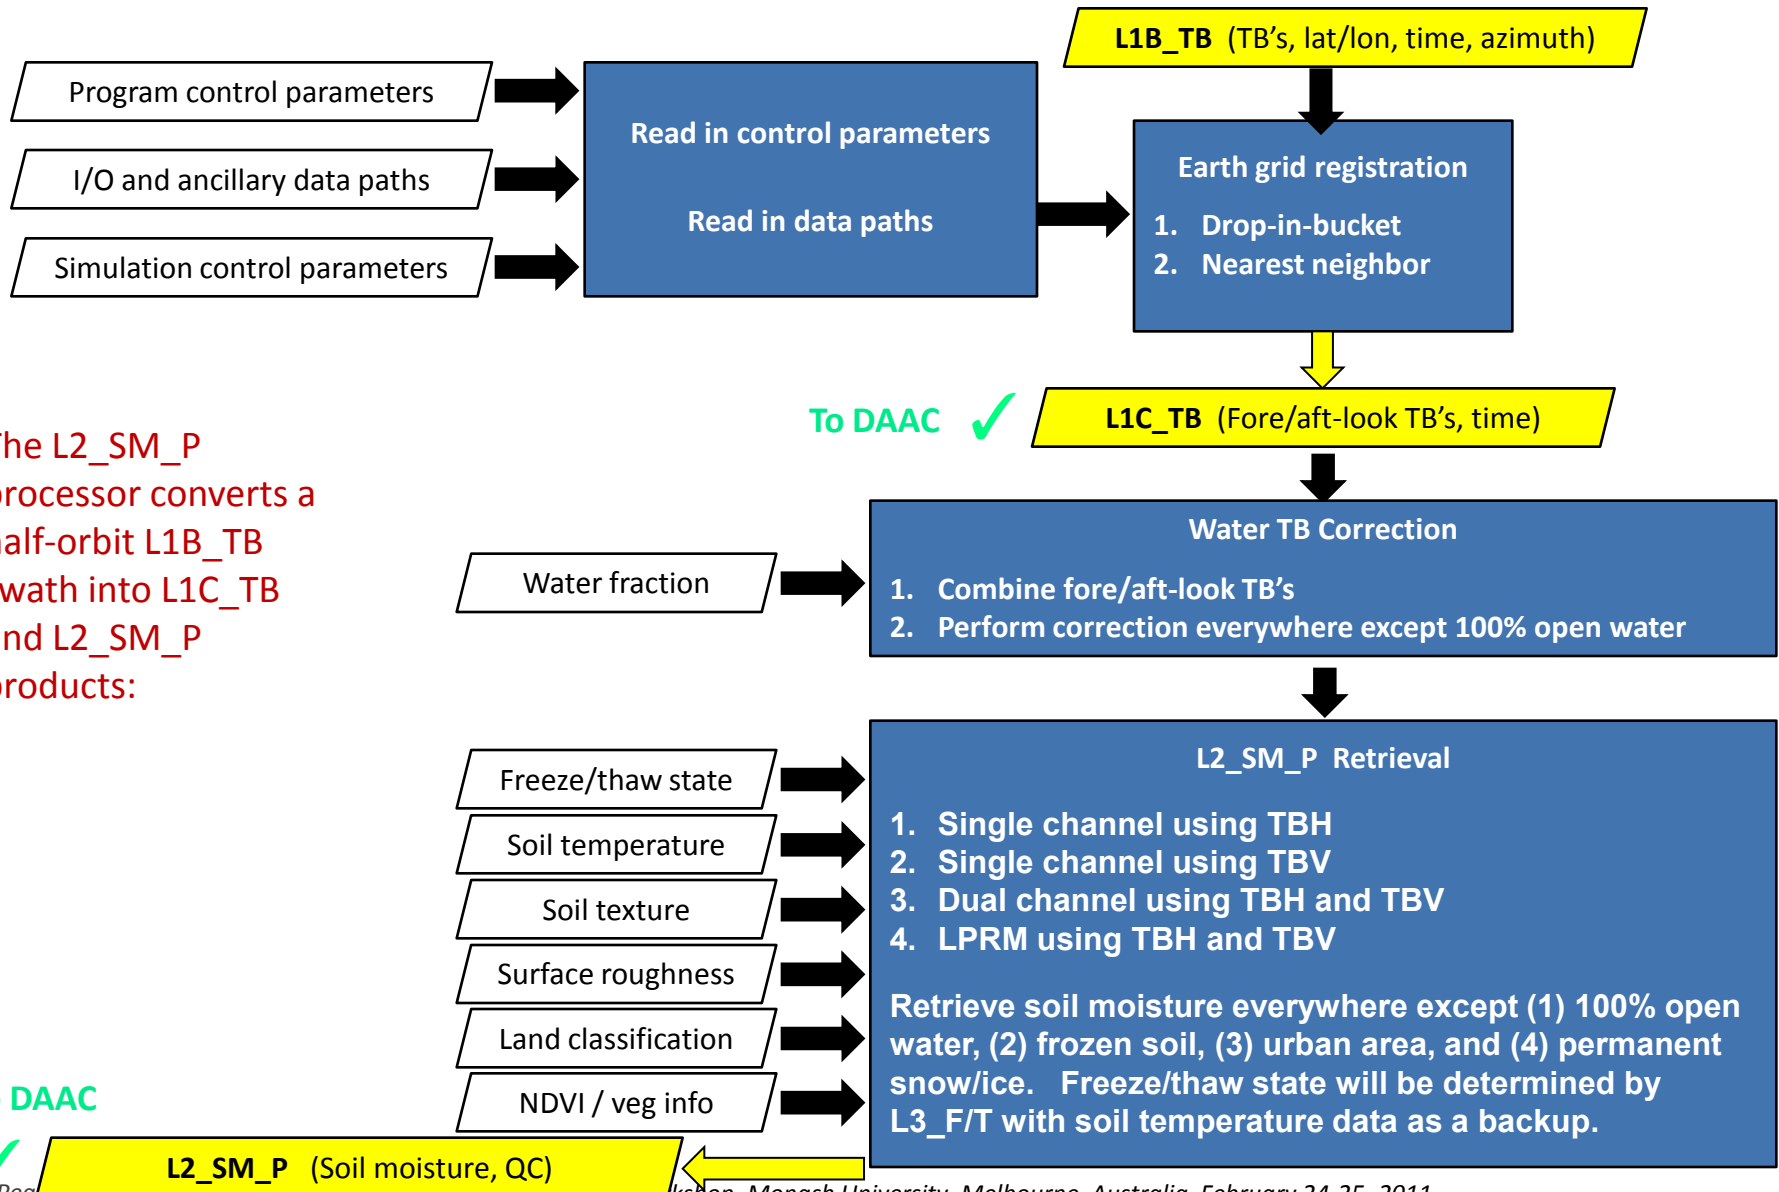 L1B_TB (TB's, lat/lon, time, azimuth)
Program control parameters
I/O and ancillary data paths
Simulation control parameters
Read in control parameters
Read in data paths
Earth grid registration
1. Drop-in-bucket
2. Nearest neighbor
To DAAC ✓
L1C_TB (Fore/aft-look TB's, time)
L2_SM_P
converts a
L1B_TB
into L1C_TB
L2_SM_P
Water fraction
Water TB Correction
1. Combine fore/aft-look TB's
2. Perform correction everywhere except 100% open water
Freeze/thaw state
Soil temperature
Soil texture
Surface roughness
Land classification
NDVI / veg info
L2_SM_P Retrieval
1. Single channel using TBH
2. Single channel using TBV
3. Dual channel using TBH and TBV
4. LPRM using TBH and TBV
Retrieve soil moisture everywhere except (1) 100% open
water, (2) frozen soil, (3) urban area, and (4) permanent
snow/ice. Freeze/thaw state will be determined by
L3_F/T with soil temperature data as a backup.
DAAC
L2_SM_P (Soil moisture, QC)
Monash University, Melbourne, Australia, February 24-25, 2011